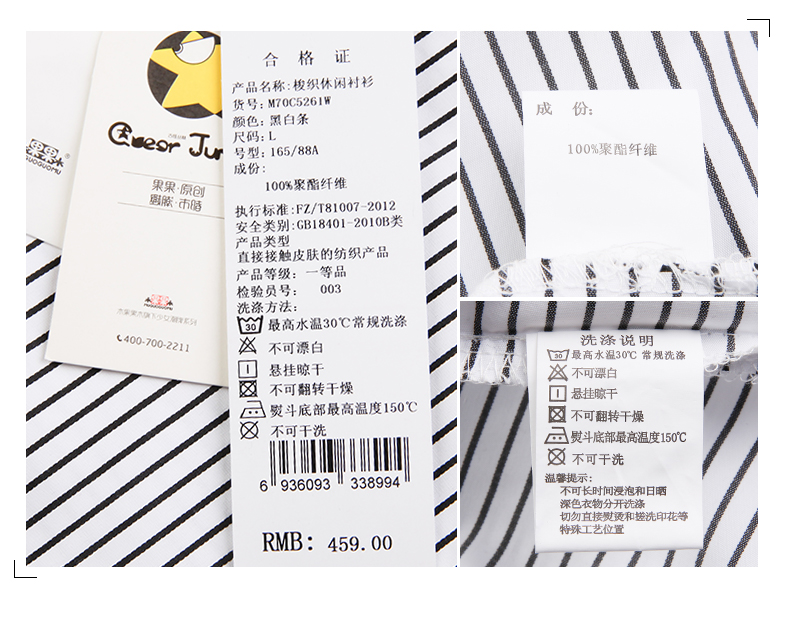 果果·原创
400-700-2211
合 格 证
产品名称:梭织休闲衬衫
货号:M70C5261W
颜色:黑白条
尺码:L
号型:165/88A
成份:
100%聚酯纤维
执行标准:FZ/T81007-2012
安全类别:GB18401-2010B类
产品类型
直接接触皮肤的纺织产品
产品等级: 一等品
检验员号: 003
洗涤方法:
30 最高水温30℃常规洗涤
不可漂白
悬挂晾干
不可翻转干燥
熨斗底部最高温度150℃
不可干洗
6 936093 338994
RMB: 459.00
成 份:
100%聚酯纤维
洗涤说明
30 最高水温30℃ 常规洗涤
不可漂白
悬挂晾干
不可翻转干燥
熨斗底部最高温度150℃
不可干洗
温馨提示:
不可长时间浸泡和日晒
深色衣物分开洗涤
切勿直接熨烫和搓洗印花等
特殊工艺位置